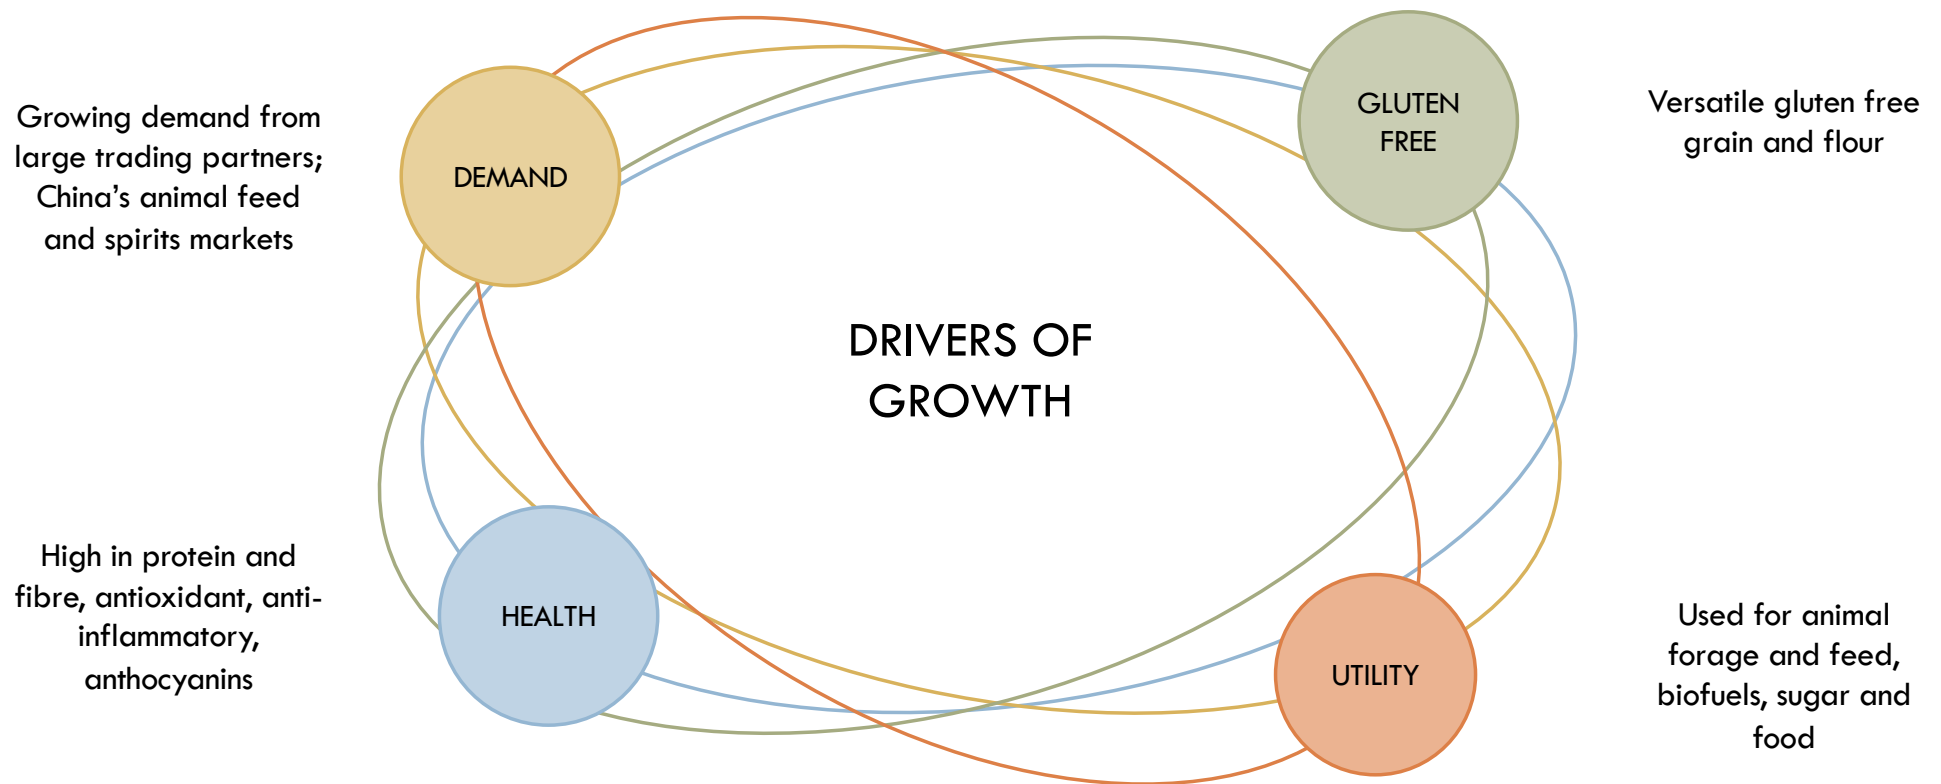 Growing demand from
large trading partners;
China’s animal feed
and spirits markets
DEMAND
GLUTEN
FREE
Versatile gluten free
grain and flour
DRIVERS OF
GROWTH
High in protein and
fibre, antioxidant, anti-
inflammatory,
anthocyanins
HEALTH
UTILITY
Used for animal
forage and feed,
biofuels, sugar and
food